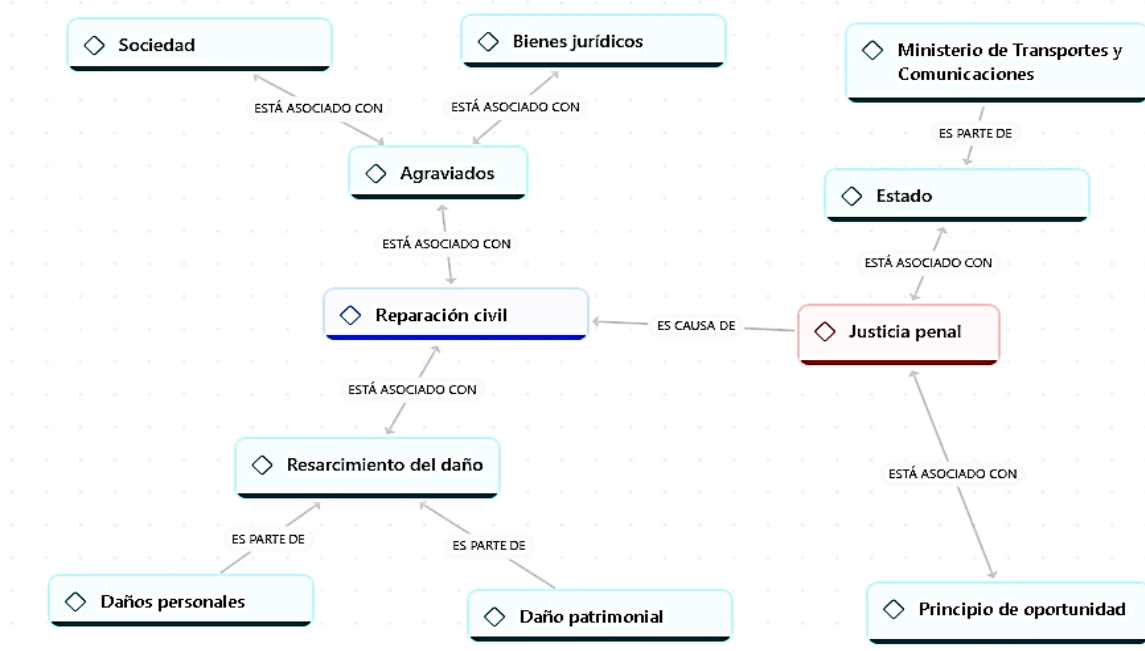 Sociedad
Bienes jurídicos
Ministerio de Transportes y
Comunicaciones
ESTÁ ASOCIADO CON
ESTÁ ASOCIADO CON
ES PARTE DE
Agraviados
Estado
ESTÁ ASOCIADO CON
ESTÁ ASOCIADO CON
Reparación civil
ES CAUSA DE
Justicia penal
ESTÁ ASOCIADO CON
Resarcimiento del daño
ESTÁ ASOCIADO CON
ES PARTE DE
ES PARTE DE
Daños personales
Daño patrimonial
Principio de oportunidad